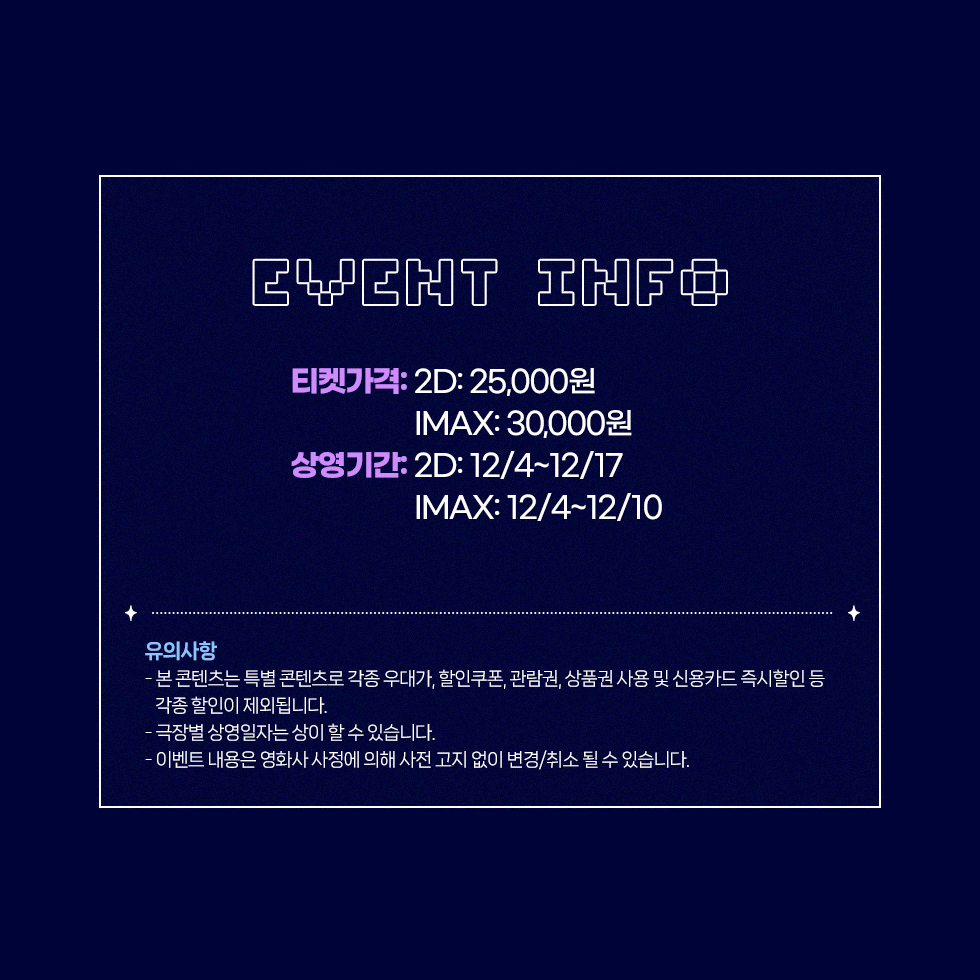 EVENT INFO
티켓가격: 2D: 25,000원
IMAX: 30,000원
상영기간: 2D: 12/4~12/17
IMAX: 12/4~12/10
유의사항
- 본 콘텐츠는 특별 콘텐츠로 각종 우대가, 할인쿠폰, 관람권, 상품권 사용 및 신용카드 즉시할인 등
각종 할인이 제외됩니다.
- 극장별 상영일자는 상이 할 수 있습니다.
- 이벤트 내용은 영화사 사정에 의해 사전 고지 없이 변경/취소 될 수 있습니다.